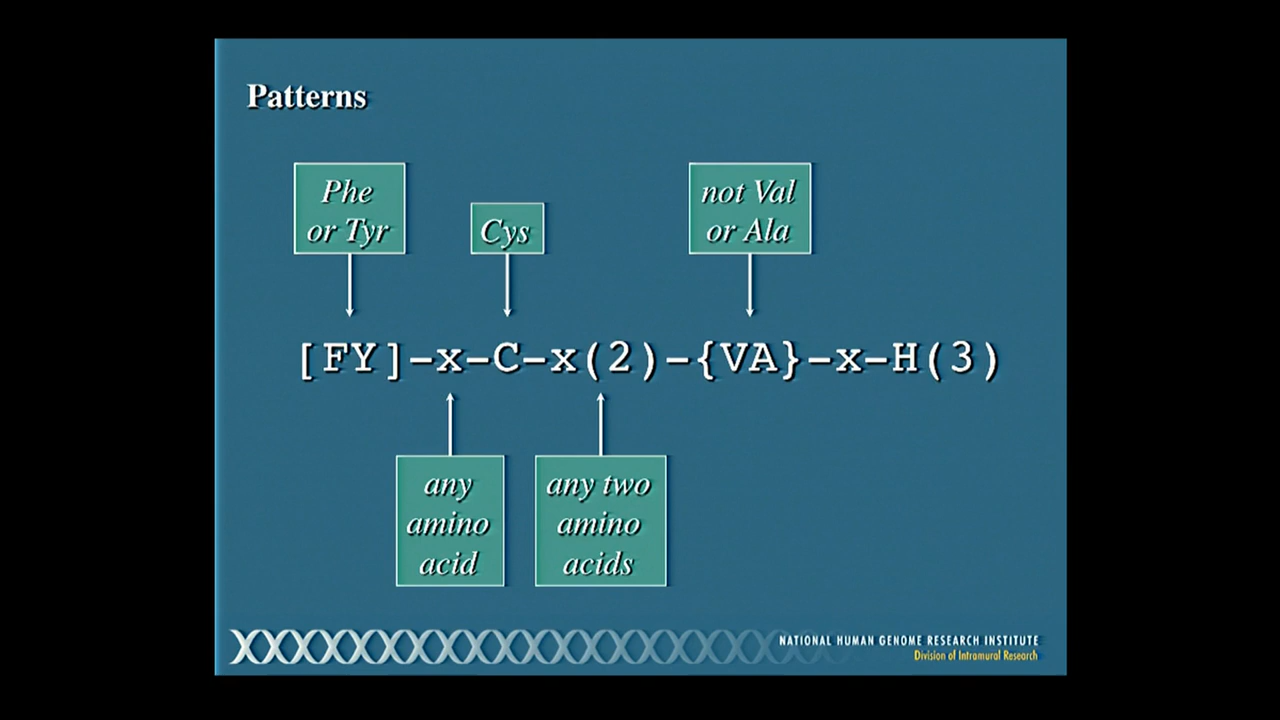 Patterns
Phe
or Tyr
Cys
not Val
or Ala
[FY]–x–C–x(2)–{VA}–x–H(3)
any
amino
acid
any two
amino
acids
NATIONAL HUMAN GENOME RESEARCH INSTITUTE
Division of Intramural Research